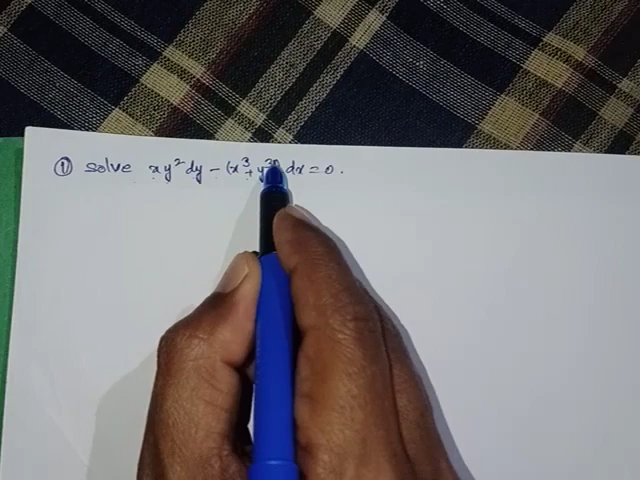 ① solve xy²dy - (x³+y³)dx = 0.